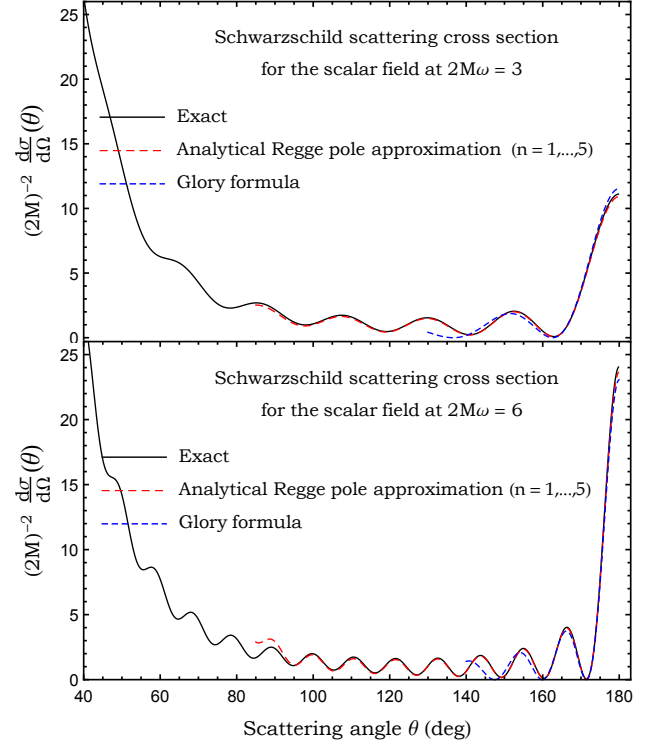 Schwarzschild scattering cross section
for the scalar field at 2Mω = 3
Exact
Analytical Regge pole approximation (n = 1,...,5)
Glory formula
(2M)⁻² dσ/dΩ (θ)
25
20
15
10
5
0
Schwarzschild scattering cross section
for the scalar field at 2Mω = 6
Exact
Analytical Regge pole approximation (n = 1,...,5)
Glory formula
(2M)⁻² dσ/dΩ (θ)
25
20
15
10
5
0
40 60 80 100 120 140 160 180
Scattering angle θ (deg)